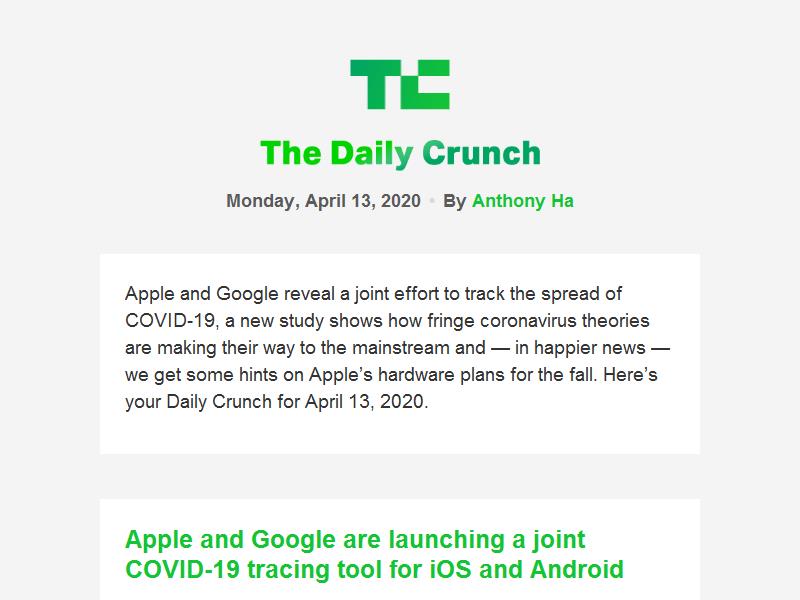 TC
The Daily Crunch
Monday, April 13, 2020 • By Anthony Ha
Apple and Google reveal a joint effort to track the spread of
COVID-19, a new study shows how fringe coronavirus theories
are making their way to the mainstream and — in happier news —
we get some hints on Apple’s hardware plans for the fall. Here’s
your Daily Crunch for April 13, 2020.
Apple and Google are launching a joint
COVID-19 tracing tool for iOS and Android